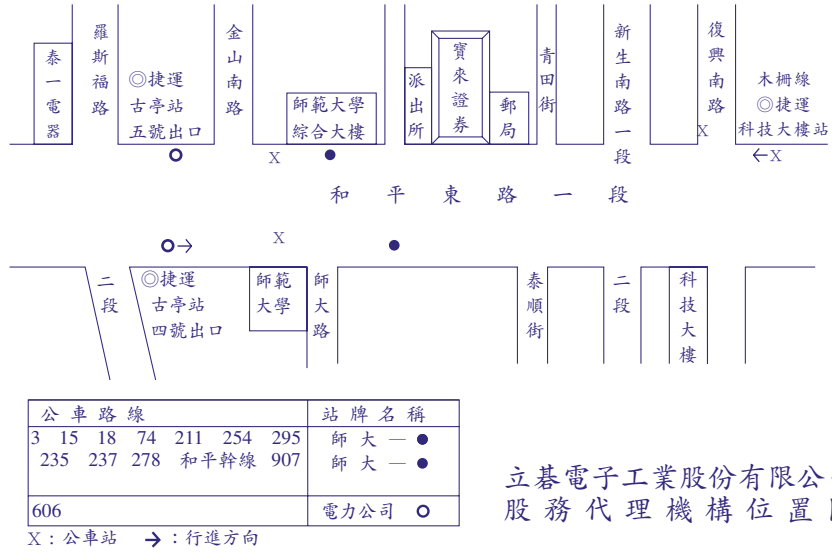 羅斯福路
金山南路
新生南路一段
復興南路
泰一電器
◎捷運
古亭站
五號出口
師範大學
綜合大樓
派出所
寶來證券
郵局
青田街
木柵線
◎捷運
科技大樓站
X
X
←X
和平東路一段
X
二段
◎捷運
古亭站
四號出口
師範
大學
師大路
泰順街
二段
科技大樓
公車路線 站牌名稱
3 15 18 74 211 254 295 師大—●
235 237 278 和平幹線 907 師大—●
606 電力公司 O
X：公車站 →：行進方向
立碁電子工業股份有限公
股務代理機構位置